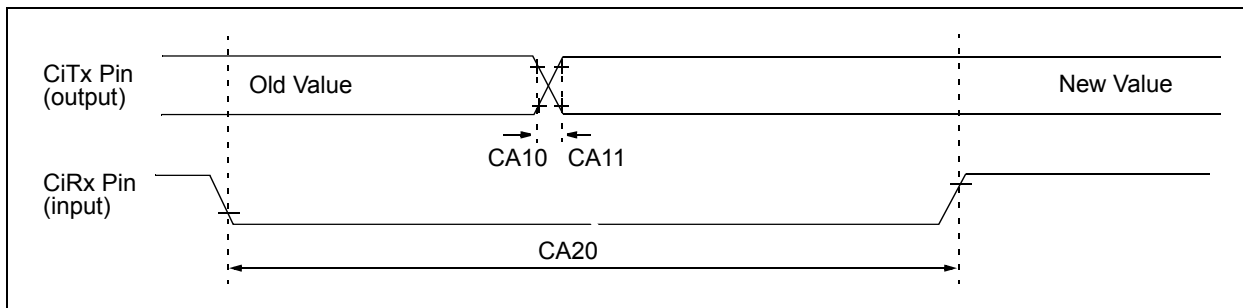 CiTx Pin
(output)
Old Value
New Value
CA10 CA11
CiRx Pin
(input)
CA20